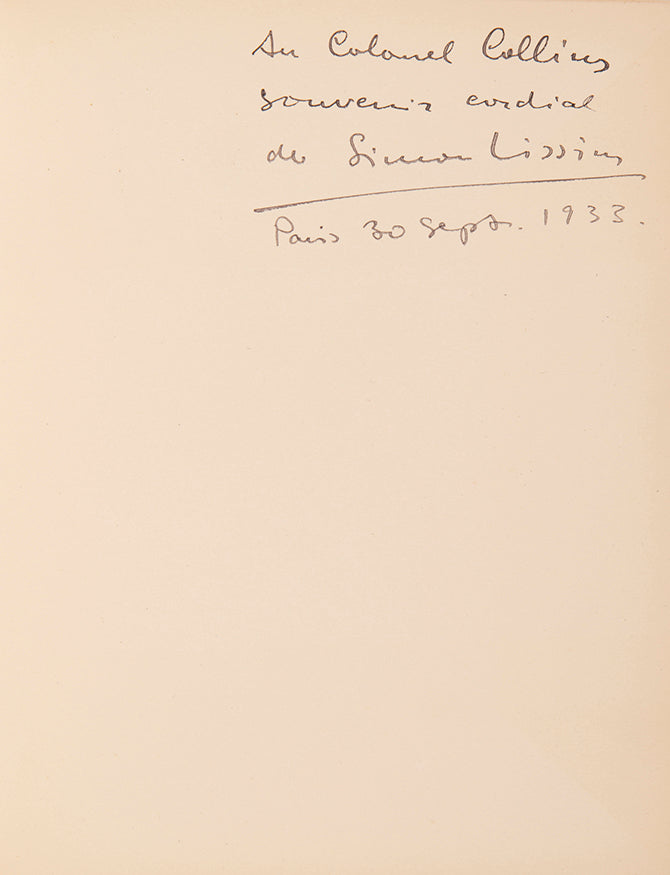 Au Colonel Collins
souvenir cordial
de Simon Lissim
Paris 30 Sept. 1933.